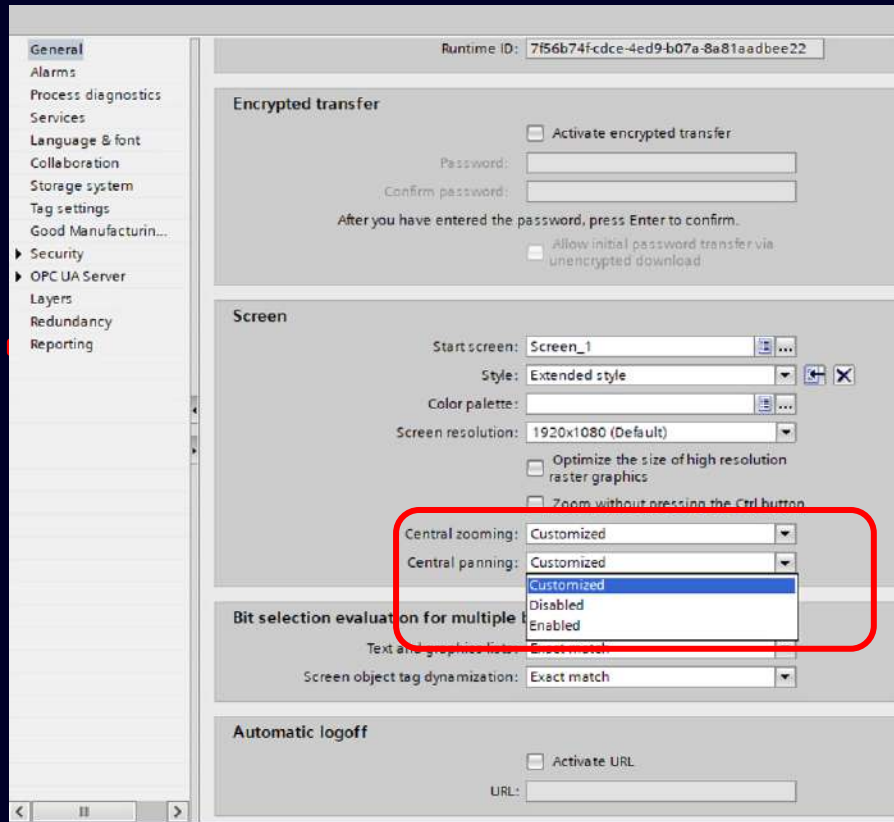 General
Alarms
Process diagnostics
Services
Language & font
Collaboration
Storage system
Tag settings
Good Manufacturin...
Security
OPC UA Server
Layers
Redundancy
Reporting
Runtime ID: 7f56b74f-cdce-4ed9-b07a-8a81aadbee22
Encrypted transfer
Activate encrypted transfer
Password:
Confirm password:
After you have entered the password, press Enter to confirm.
Allow initial password transfer via
unencrypted download
Screen
Start screen: Screen_1
Style: Extended style
Color palette:
Screen resolution: 1920x1080 (Default)
Optimize the size of high resolution
raster graphics
Zoom without pressing the Ctrl button
Central zooming: Customized
Central panning: Customized
Customized
Disabled
Enabled
Bit selection evaluation for multiple
Text and graphics lists: Exact match
Screen object tag dynamization: Exact match
Automatic logoff
Activate URL
URL: